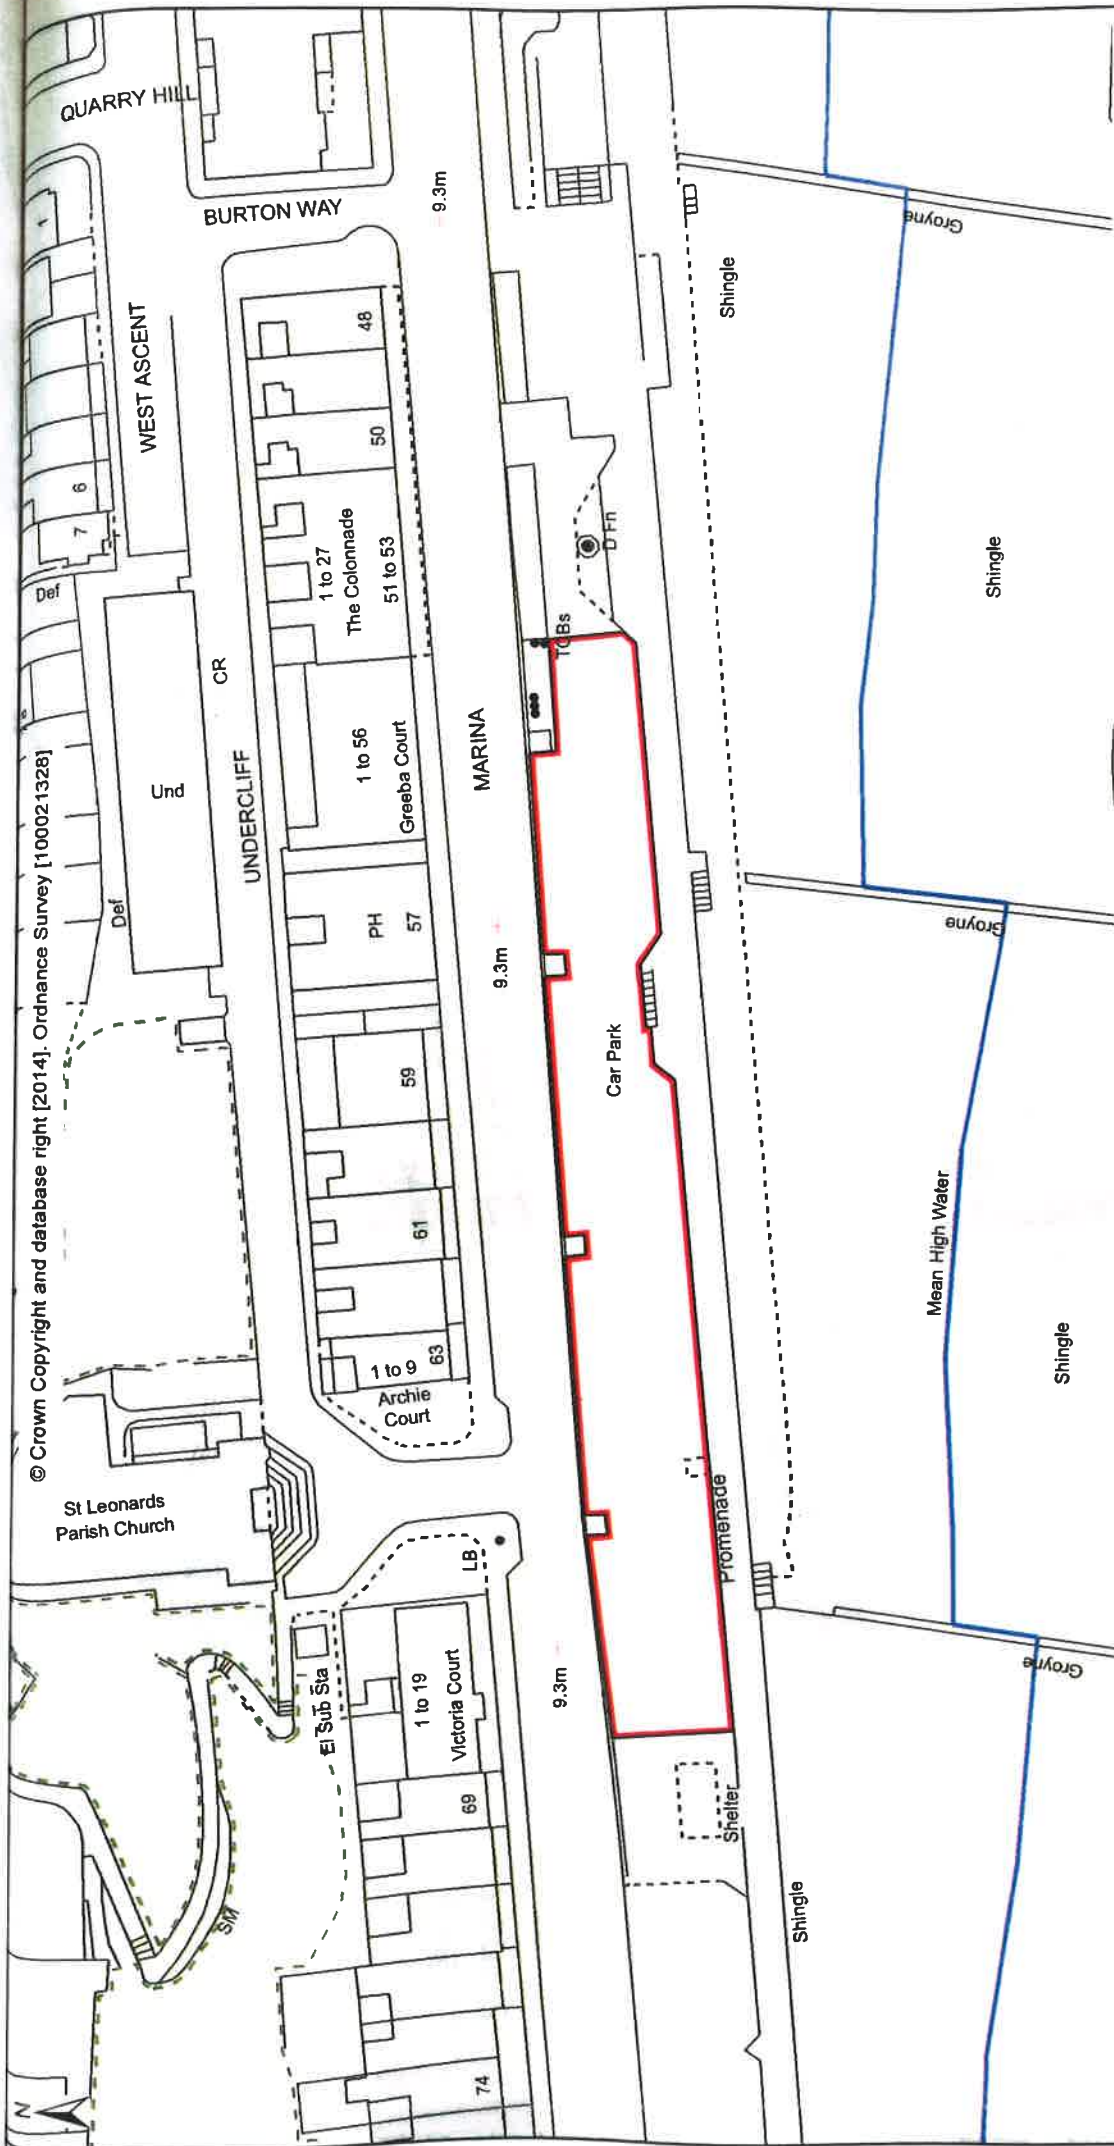 © Crown Copyright and database right [2014]. Ordnance Survey [100021328]
QUARRY HILL
1
BURTON WAY
9.3m
WEST ASCENT
6
7
Def
48
50
1 to 27
The Colonnade
51 to 53
D Fn
TCBs
Shingle
Groyne
CR
Und
Def
UNDERCLIFF
1 to 56
Greeba Court
MARINA
PH
57
9.3m
59
61
63
1 to 9
Archie
Court
Car Park
Shingle
Groyne
Mean High Water
Shingle
St Leonards
Parish Church
LB
Promenade
El Sub Sta
1 to 19
Victoria Court
69
9.3m
Shelter
Groyne
SM
Shingle
74
N